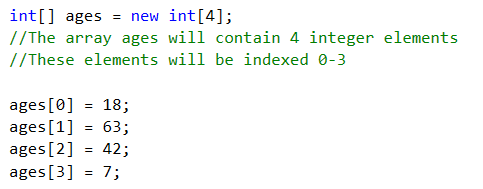 int[] ages = new int[4];
//The array ages will contain 4 integer elements
//These elements will be indexed 0-3
ages[0] = 18;
ages[1] = 63;
ages[2] = 42;
ages[3] = 7;